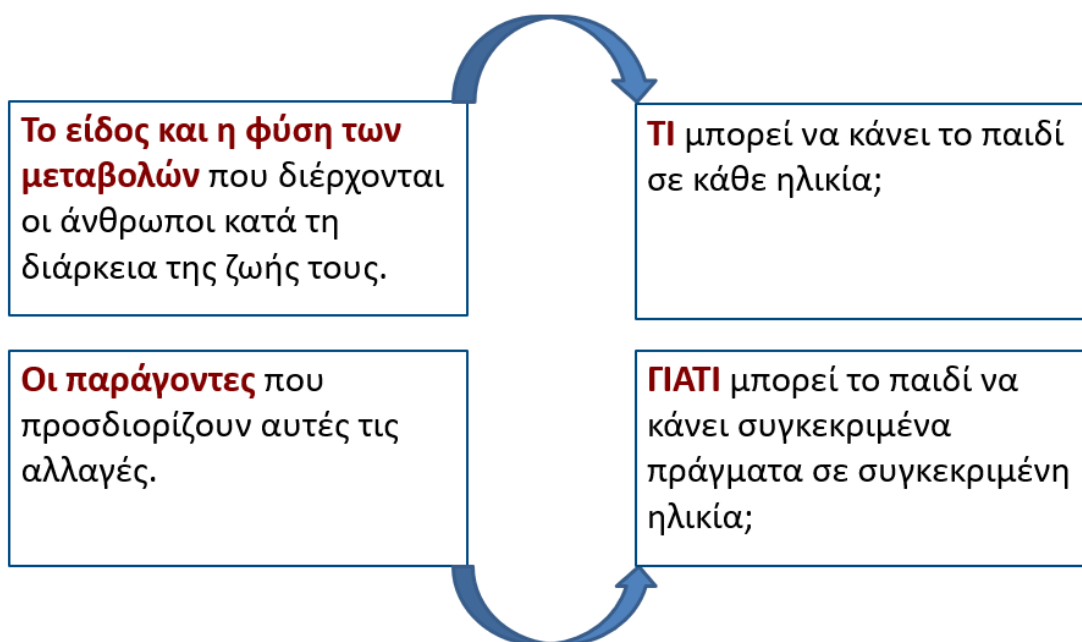 Το είδος και η φύση των
μεταβολών που διέρχονται
οι άνθρωποι κατά τη
διάρκεια της ζωής τους.
ΤΙ μπορεί να κάνει το παιδί
σε κάθε ηλικία;
Οι παράγοντες που
προσδιορίζουν αυτές τις
αλλαγές.
ΓΙΑΤΙ μπορεί το παιδί να
κάνει συγκεκριμένα
πράγματα σε συγκεκριμένη
ηλικία;